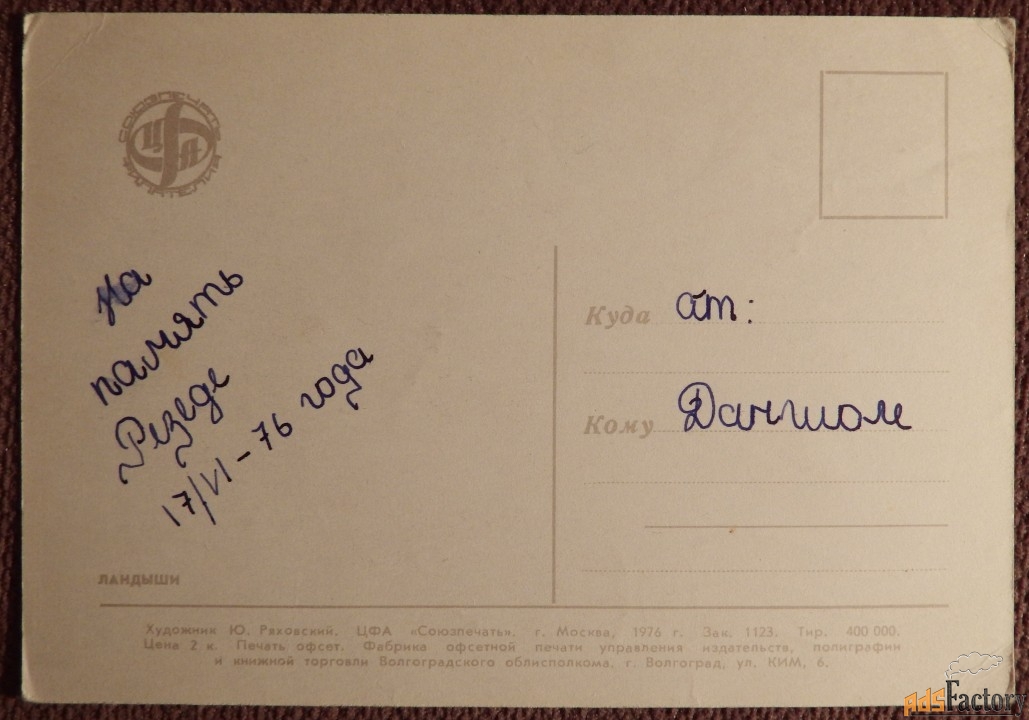 СОЮЗПЕЧАТЬ
ЦФА
На
память
Резеде
17/VI - 76 года
Куда от:
Кому
ЛАНДЫШИ
Художник Ю. Ряховский. ЦФА «Союзпечать». г. Москва, 1976 г. Зак. 1123. Тир. 400 000.
Цена 2 к. Печать офсет. Фабрика офсетной печати управления издательств, полиграфии
и книжной торговли Волгоградского облисполкома, г. Волгоград, ул. КИМ, 6.
AdsFactory